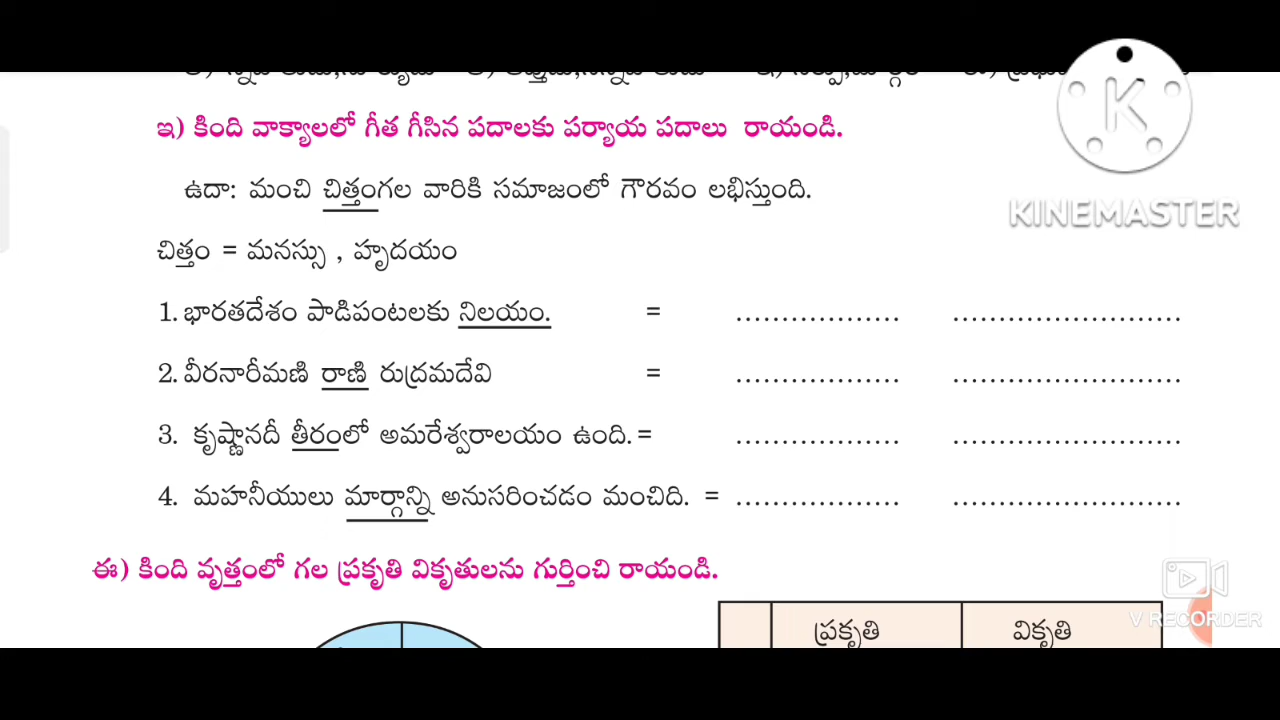 ఇ) కింది వాక్యాలలో గీత గీసిన పదాలకు పర్యాయ పదాలు రాయండి.
KINEMASTER
ఉదా: మంచి చిత్తంగల వారికి సమాజంలో గౌరవం లభిస్తుంది.
చిత్తం = మనస్సు , హృదయం
1. భారతదేశం పాడిపంటలకు నిలయం. = .................. .........................
2. వీరనారీమణి రాణి రుద్రమదేవి = .................. .........................
3. కృష్ణానదీ తీరంలో అమరేశ్వరాలయం ఉంది. = .................. .........................
4. మహనీయులు మార్గాన్ని అనుసరించడం మంచిది. = .................. .........................
ఈ) కింది వృత్తంలో గల ప్రకృతి వికృతులను గుర్తించి రాయండి.
V RECORDER
ప్రకృతి వికృతి